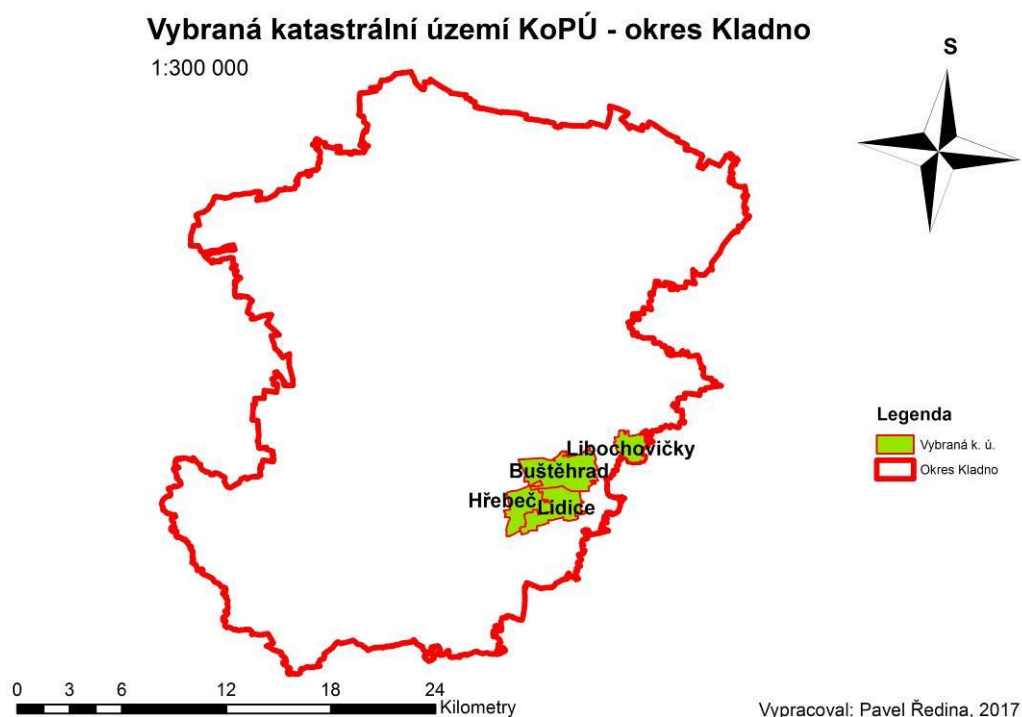 Vybraná katastrální území KoPÚ - okres Kladno
1:300 000
S
Libochovičky
Buštěhrad
Hřebeč
Lidice
Legenda
Vybraná k. ú.
Okres Kladno
0 3 6 12 18 24
Kilometry
Vypracoval: Pavel Ředina, 2017